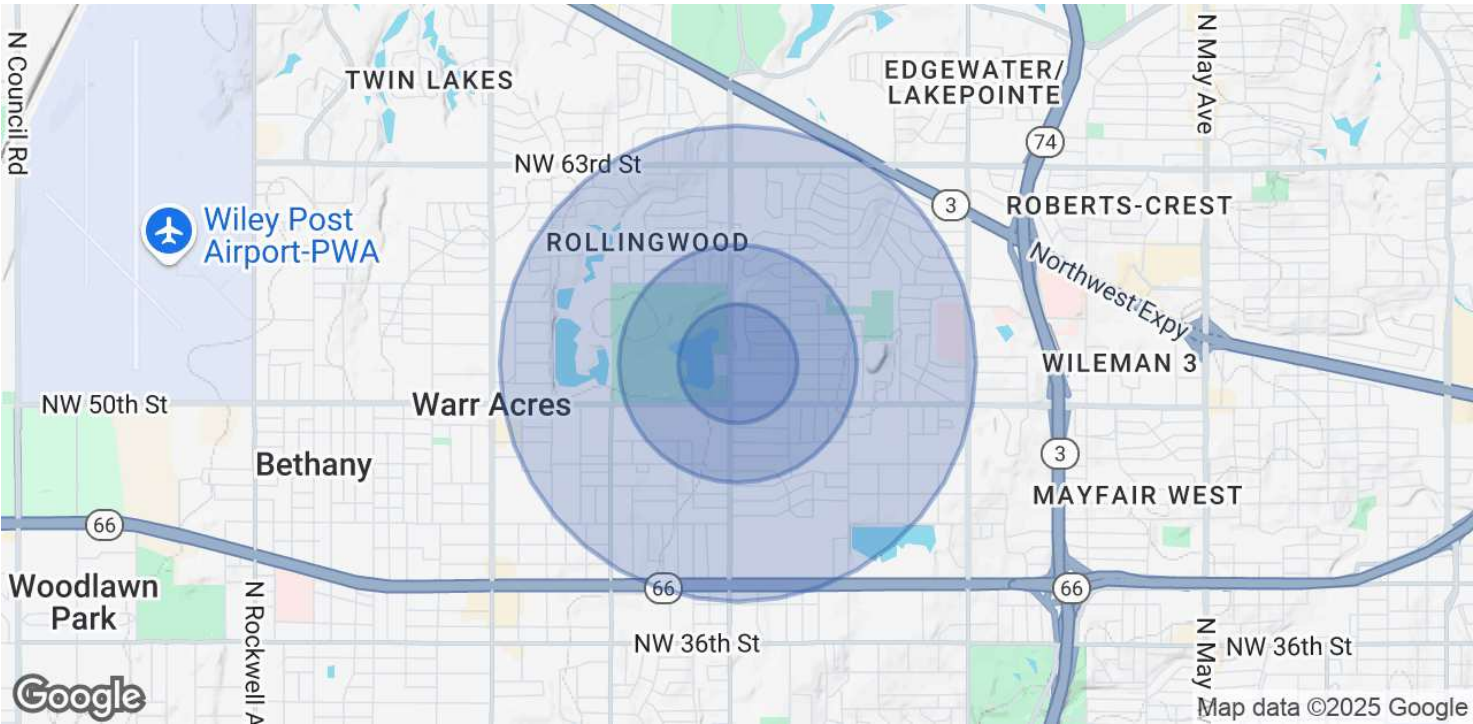 N Council Rd
TWIN LAKES
EDGEWATER/
LAKEPOINTE
N May Ave
74
NW 63rd St
3
ROBERTS-CREST
Wiley Post
Airport-PWA
ROLLINGWOOD
Northwest Expy
WILEMAN 3
NW 50th St
Warr Acres
Bethany
3
MAYFAIR WEST
66
Woodlawn
Park
N Rockwell A
66
66
NW 36th St
N May
NW 36th St
Google
Map data ©2025 Google